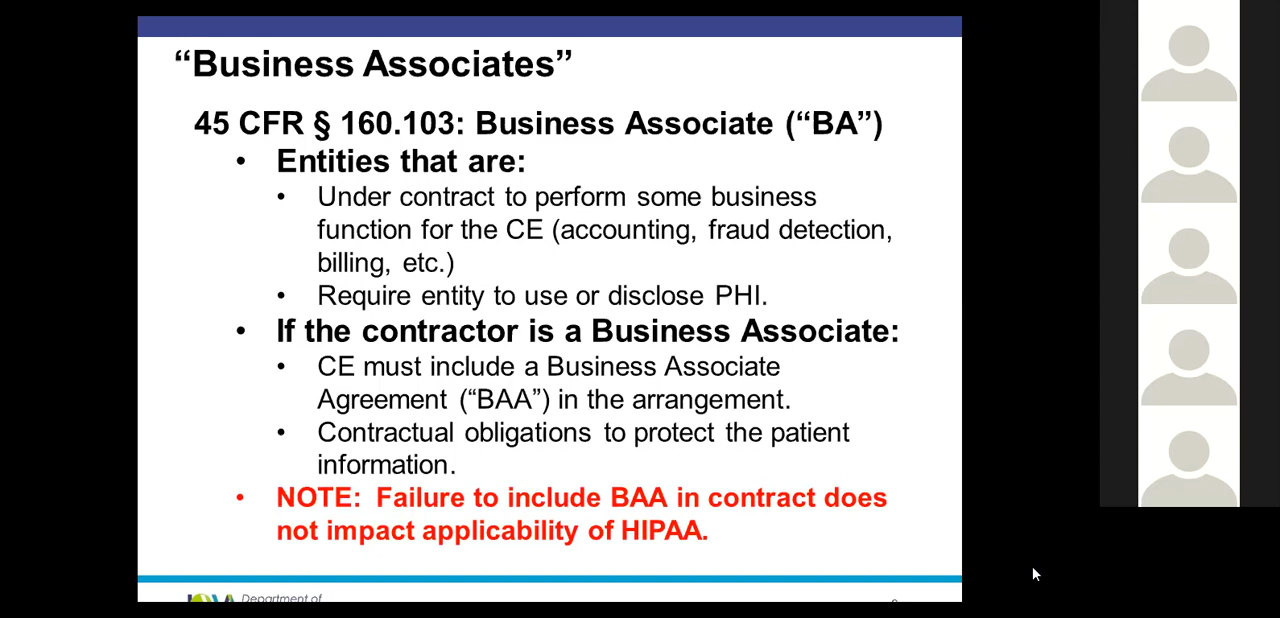 “Business Associates”
45 CFR § 160.103: Business Associate (“BA”)
• Entities that are:
• Under contract to perform some business
function for the CE (accounting, fraud detection,
billing, etc.)
• Require entity to use or disclose PHI.
• If the contractor is a Business Associate:
• CE must include a Business Associate
Agreement (“BAA”) in the arrangement.
• Contractual obligations to protect the patient
information.
• NOTE: Failure to include BAA in contract does
not impact applicability of HIPAA.
Department of